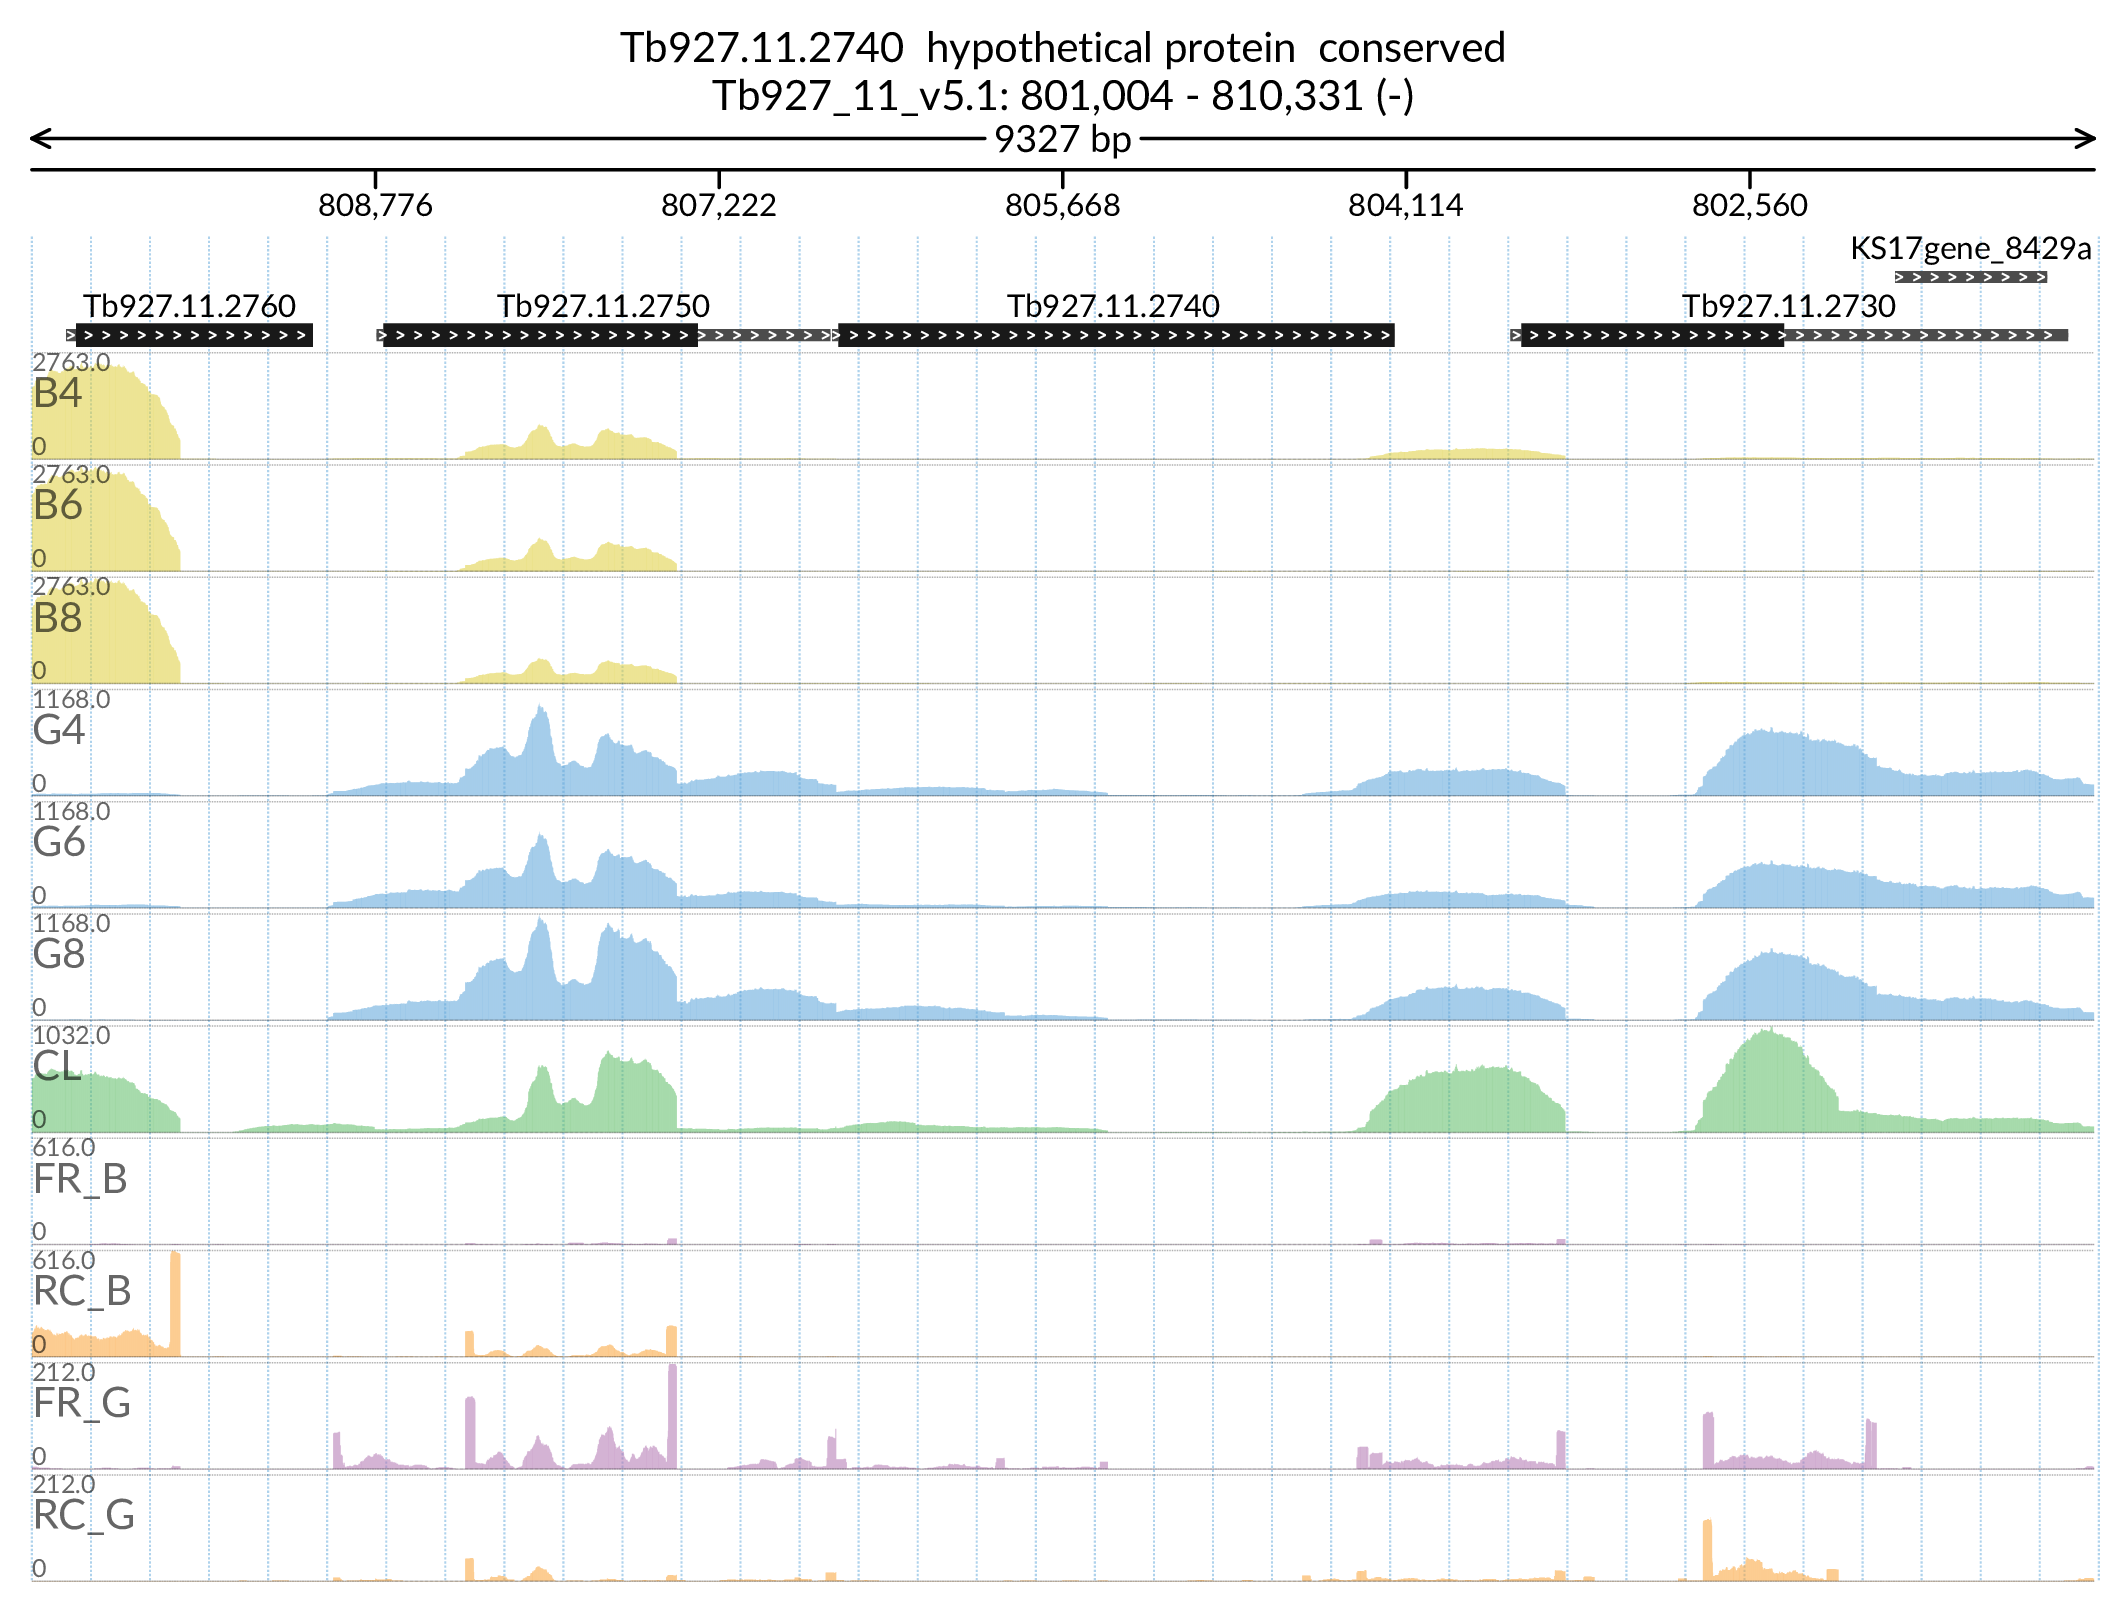 Tb927.11.2740  hypothetical protein  conserved
Tb927_11_v5.1: 801,004 - 810,331 (-)
9327 bp
808,776 807,222 805,668 804,114 802,560
KS17gene_8429a
Tb927.11.2760 Tb927.11.2750 Tb927.11.2740 Tb927.11.2730
2763.0
B4
0
2763.0
B6
0
2763.0
B8
0
1168.0
G4
0
1168.0
G6
0
1168.0
G8
0
1032.0
CL
0
616.0
FR_B
0
616.0
RC_B
0
212.0
FR_G
0
212.0
RC_G
0